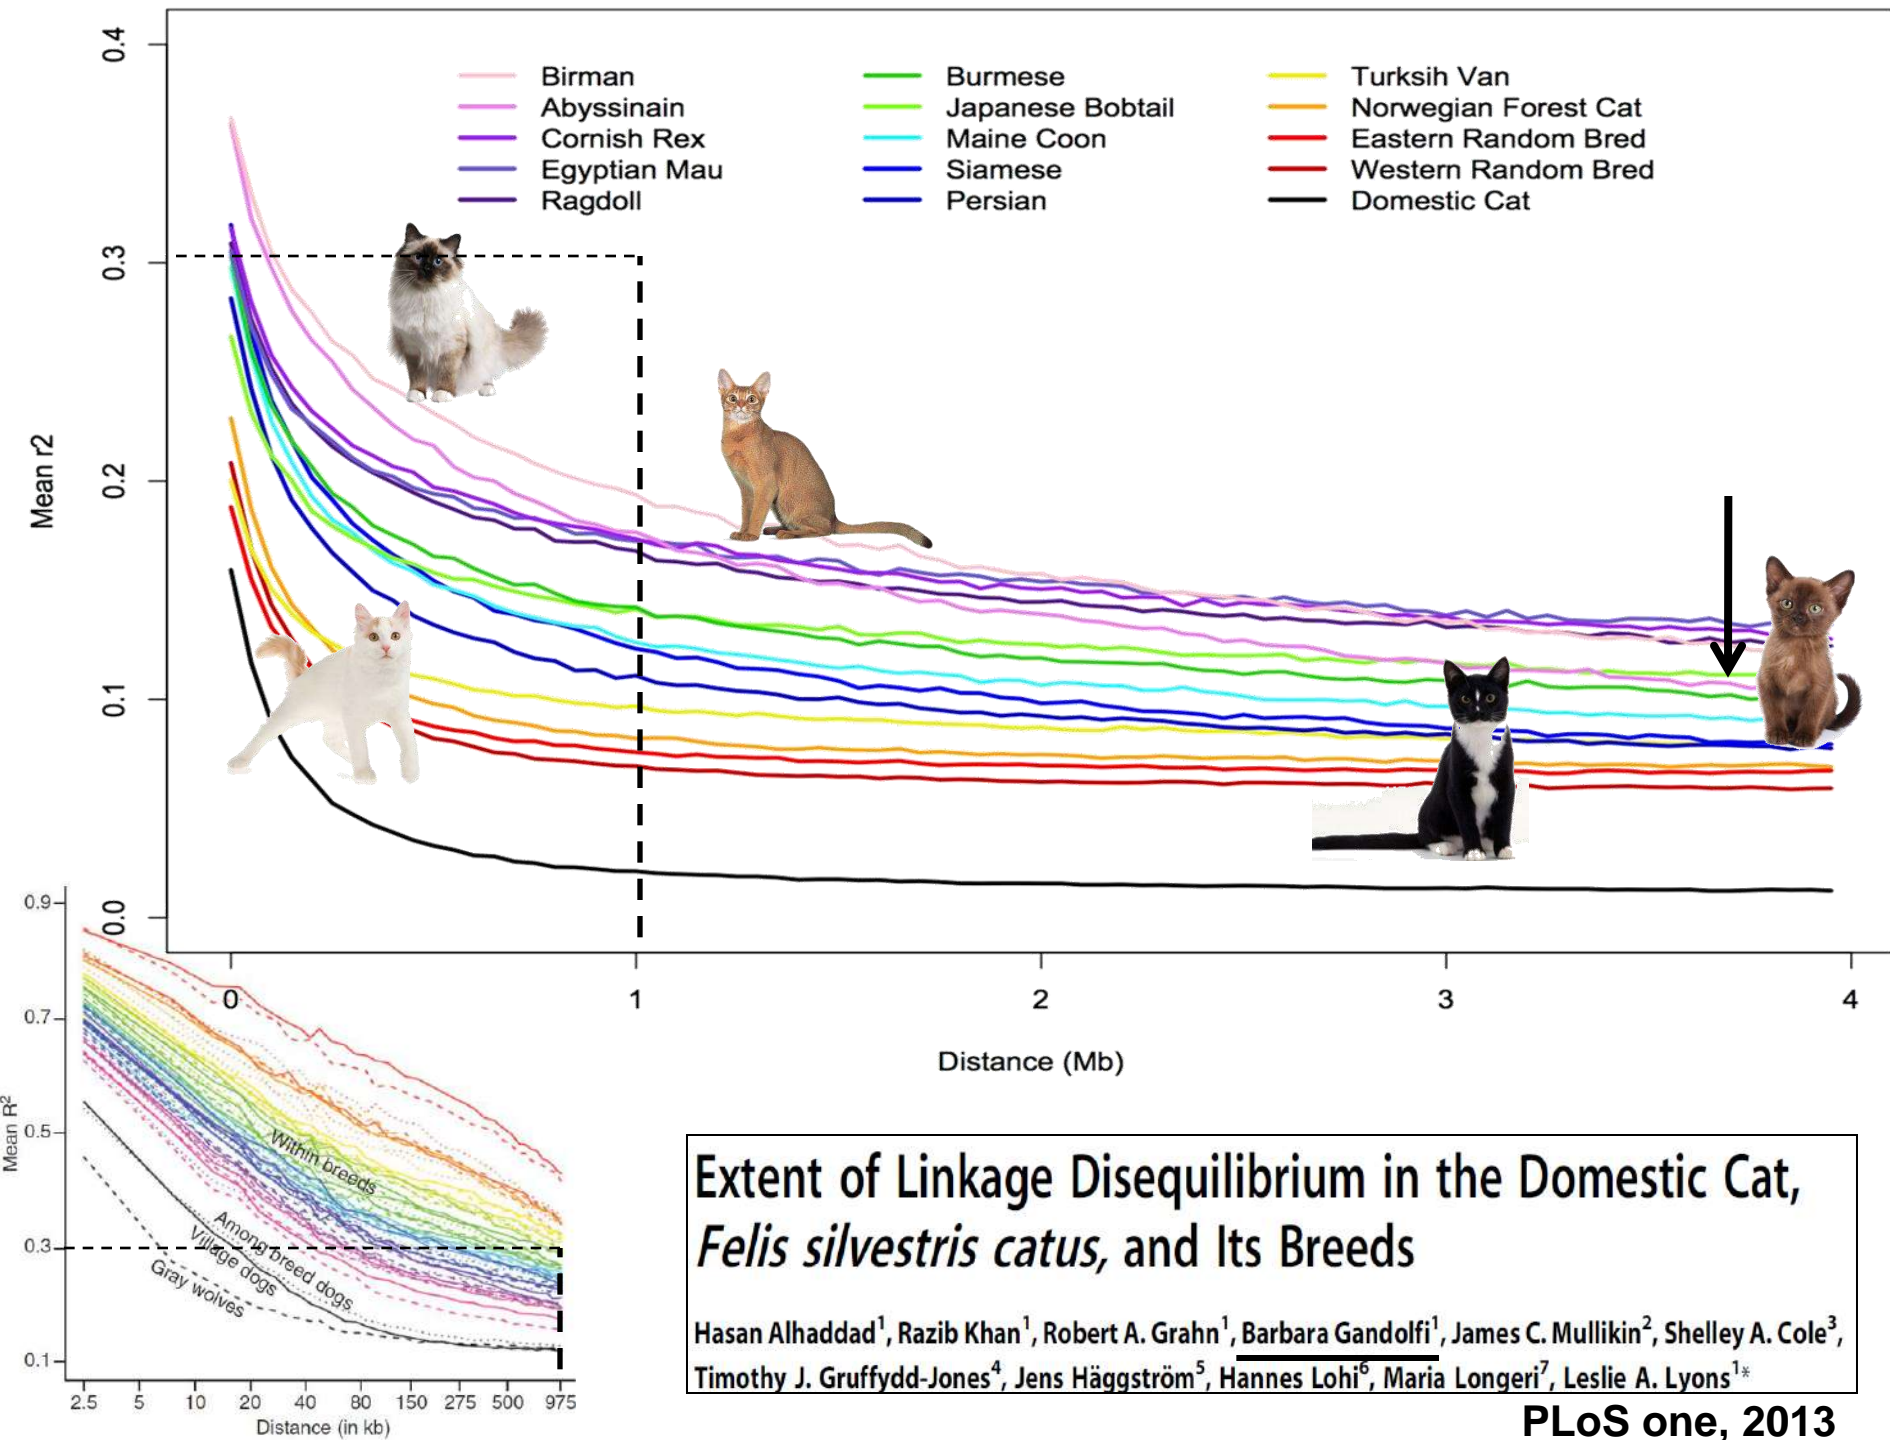 0.4
0.3
0.2
0.1
0.0
Mean r2
Birman
Abyssinain
Cornish Rex
Egyptian Mau
Ragdoll
Burmese
Japanese Bobtail
Maine Coon
Siamese
Persian
Turksih Van
Norwegian Forest Cat
Eastern Random Bred
Western Random Bred
Domestic Cat
0 1 2 3 4
Distance (Mb)
0.9
0.7
0.5
0.3
0.1
Mean R²
Within breeds
Among breed dogs
Village dogs
Gray wolves
2.5 5 10 20 40 80 150 275 500 975
Distance (in kb)
Extent of Linkage Disequilibrium in the Domestic Cat,
Felis silvestris catus, and Its Breeds
Hasan Alhaddad¹, Razib Khan¹, Robert A. Grahn¹, Barbara Gandolfi¹, James C. Mullikin², Shelley A. Cole³,
Timothy J. Gruffydd-Jones⁴, Jens Häggström⁵, Hannes Lohi⁶, Maria Longeri⁷, Leslie A. Lyons¹*
PLoS one, 2013